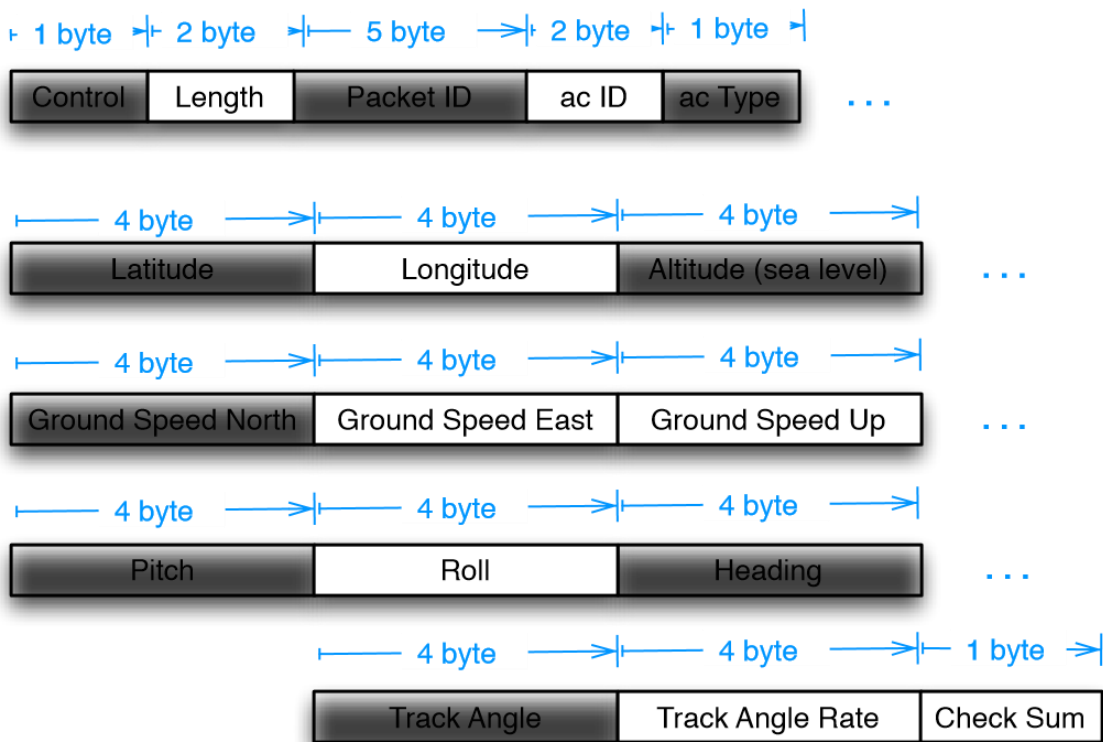 1 byte 2 byte 5 byte 2 byte 1 byte
Control Length Packet ID ac ID ac Type ...
4 byte 4 byte 4 byte
Latitude Longitude Altitude (sea level) ...
4 byte 4 byte 4 byte
Ground Speed North Ground Speed East Ground Speed Up ...
4 byte 4 byte 4 byte
Pitch Roll Heading ...
4 byte 4 byte 1 byte
Track Angle Track Angle Rate Check Sum